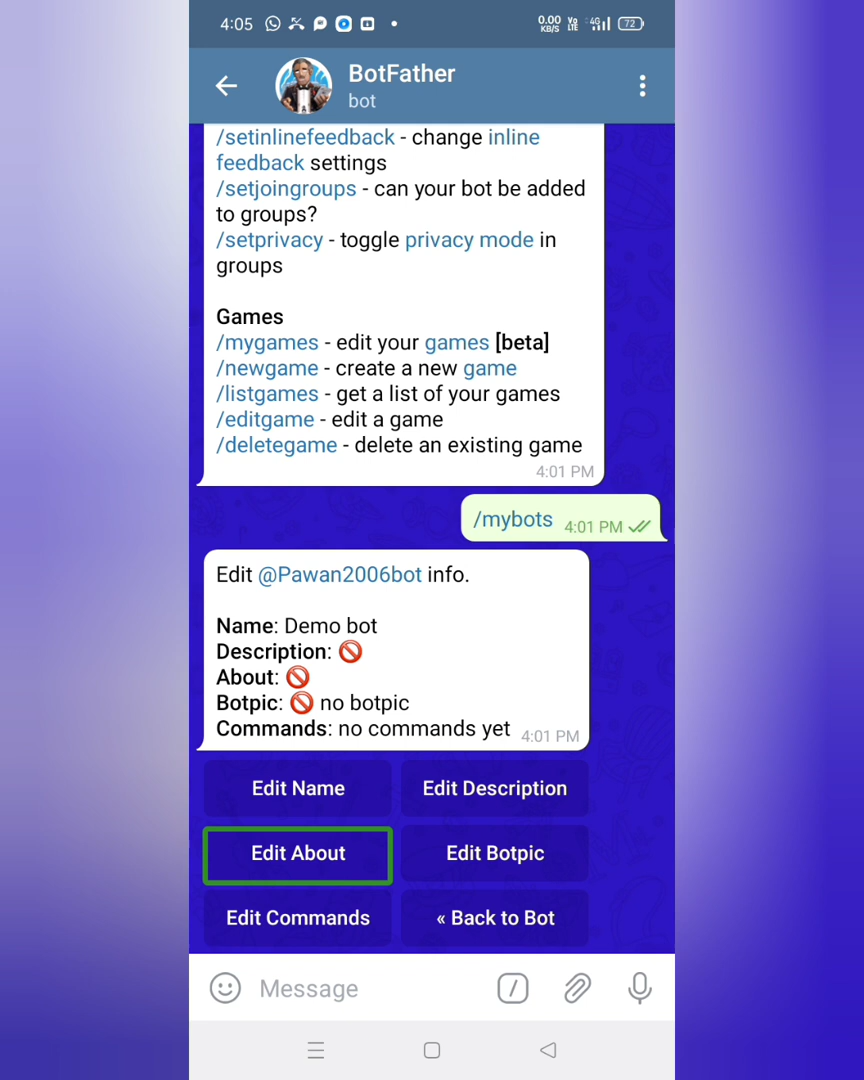 4:05
0.00 KB/S Vo LTE 4G 72
BotFather
bot
/setinlinefeedback - change inline
feedback settings
/setjoingroups - can your bot be added
to groups?
/setprivacy - toggle privacy mode in
groups
Games
/mygames - edit your games [beta]
/newgame - create a new game
/listgames - get a list of your games
/editgame - edit a game
/deletegame - delete an existing game
4:01 PM
/mybots 4:01 PM
Edit @Pawan2006bot info.
Name: Demo bot
Description: 🚫
About: 🚫
Botpic: 🚫 no botpic
Commands: no commands yet 4:01 PM
Edit Name Edit Description
Edit About Edit Botpic
Edit Commands « Back to Bot
Message /